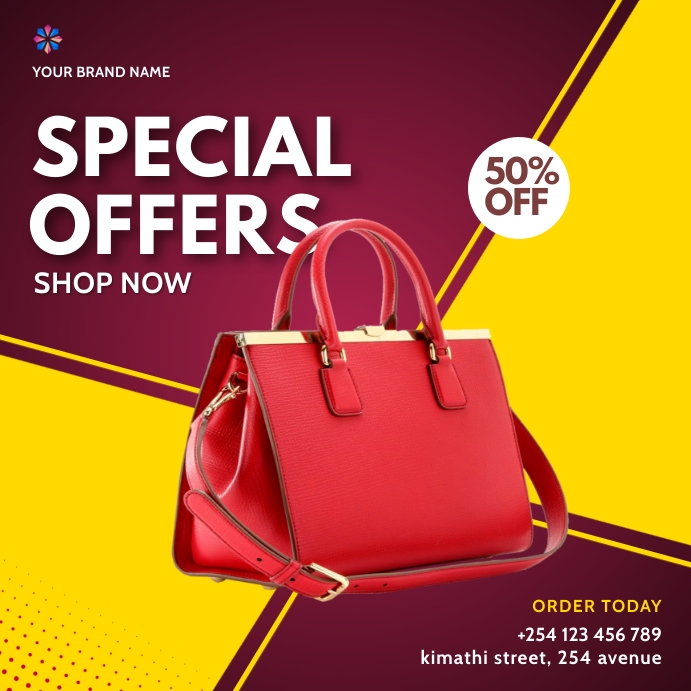 YOUR BRAND NAME
SPECIAL
OFFERS
SHOP NOW
50%
OFF
ORDER TODAY
+254 123 456 789
kimathi street, 254 avenue